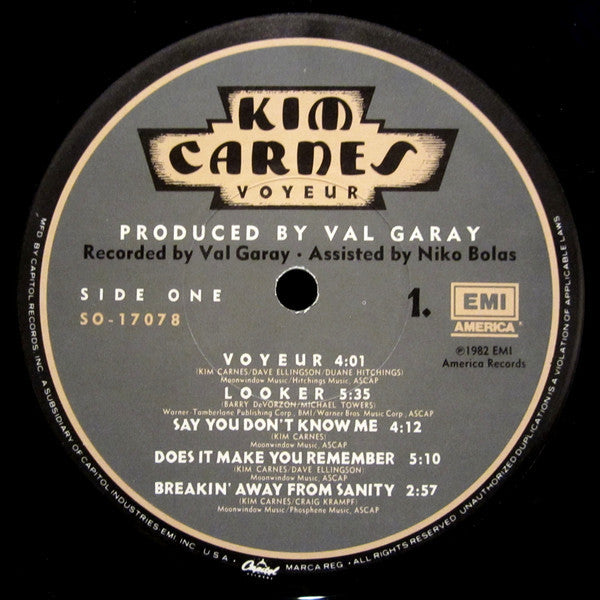 KIM
CARNES
VOYEUR
PRODUCED BY VAL GARAY
Recorded by Val Garay · Assisted by Niko Bolas
SIDE ONE
SO-17078
1.
EMI
AMERICA
℗1982 EMI
America Records
VOYEUR 4:01
(KIM CARNES/DAVE ELLINGSON/DUANE HITCHINGS)
Moonwindow Music/Hitchings Music, ASCAP
LOOKER 5:35
(BARRY DeVORZON/MICHAEL TOWERS)
Warner-Tamberlane Publishing Corp., BMI/Warner Bros. Music Corp., ASCAP
SAY YOU DON'T KNOW ME 4:12
(KIM CARNES)
Moonwindow Music, ASCAP
DOES IT MAKE YOU REMEMBER 5:10
(KIM CARNES/DAVE ELLINGSON)
Moonwindow Music, ASCAP
BREAKIN' AWAY FROM SANITY 2:57
(KIM CARNES/CRAIG KRAMPF)
Moonwindow Music/Phosphene Music, ASCAP
MFD. BY CAPITOL RECORDS, INC. A SUBSIDIARY OF CAPITOL INDUSTRIES-EMI, INC. U.S.A. · Capitol RECORDS MARCA REG. · ALL RIGHTS RESERVED. UNAUTHORIZED DUPLICATION IS A VIOLATION OF APPLICABLE LAWS